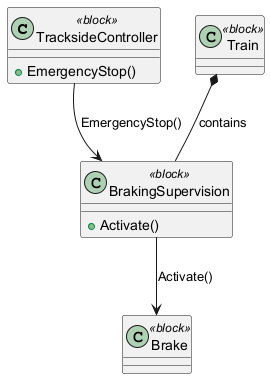 C «block»
TracksideController
EmergencyStop()
C «block»
Train
EmergencyStop()
contains
C «block»
BrakingSupervision
Activate()
Activate()
C «block»
Brake